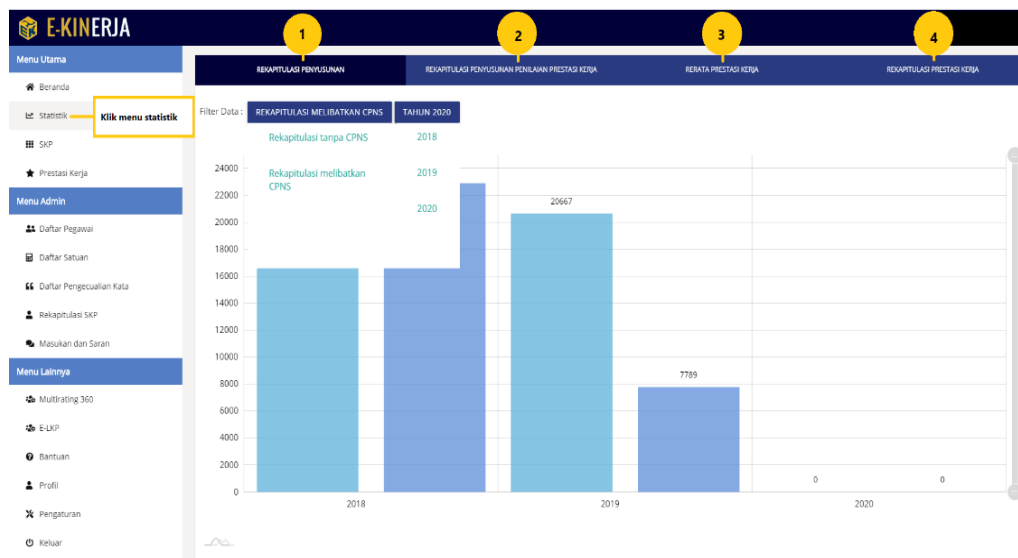 E-KINERJA
1
2
3
4
Menu Utama
REKAPITULASI PENYUSUNAN
REKAPITULASI PENYUSUNAN PENILAIAN PRESTASI KERJA
RERATA PRESTASI KERJA
REKAPITULASI PRESTASI KERJA
Beranda
Statistik
Klik menu statistik
SKP
Prestasi Kerja
Menu Admin
Daftar Pegawai
Daftar Satuan
Daftar Pengecualian Kata
Rekapitulasi SKP
Masukan dan Saran
Menu Lainnya
Multirating 360
E-LKP
Bantuan
Profil
Pengaturan
Keluar
Filter Data :
REKAPITULASI MELIBATKAN CPNS
TAHUN 2020
Rekapitulasi tanpa CPNS
Rekapitulasi melibatkan
CPNS
2018
2019
2020
24000
22000
20000
18000
16000
14000
12000
10000
8000
6000
4000
2000
0
20667
7789
0
0
2018
2019
2020